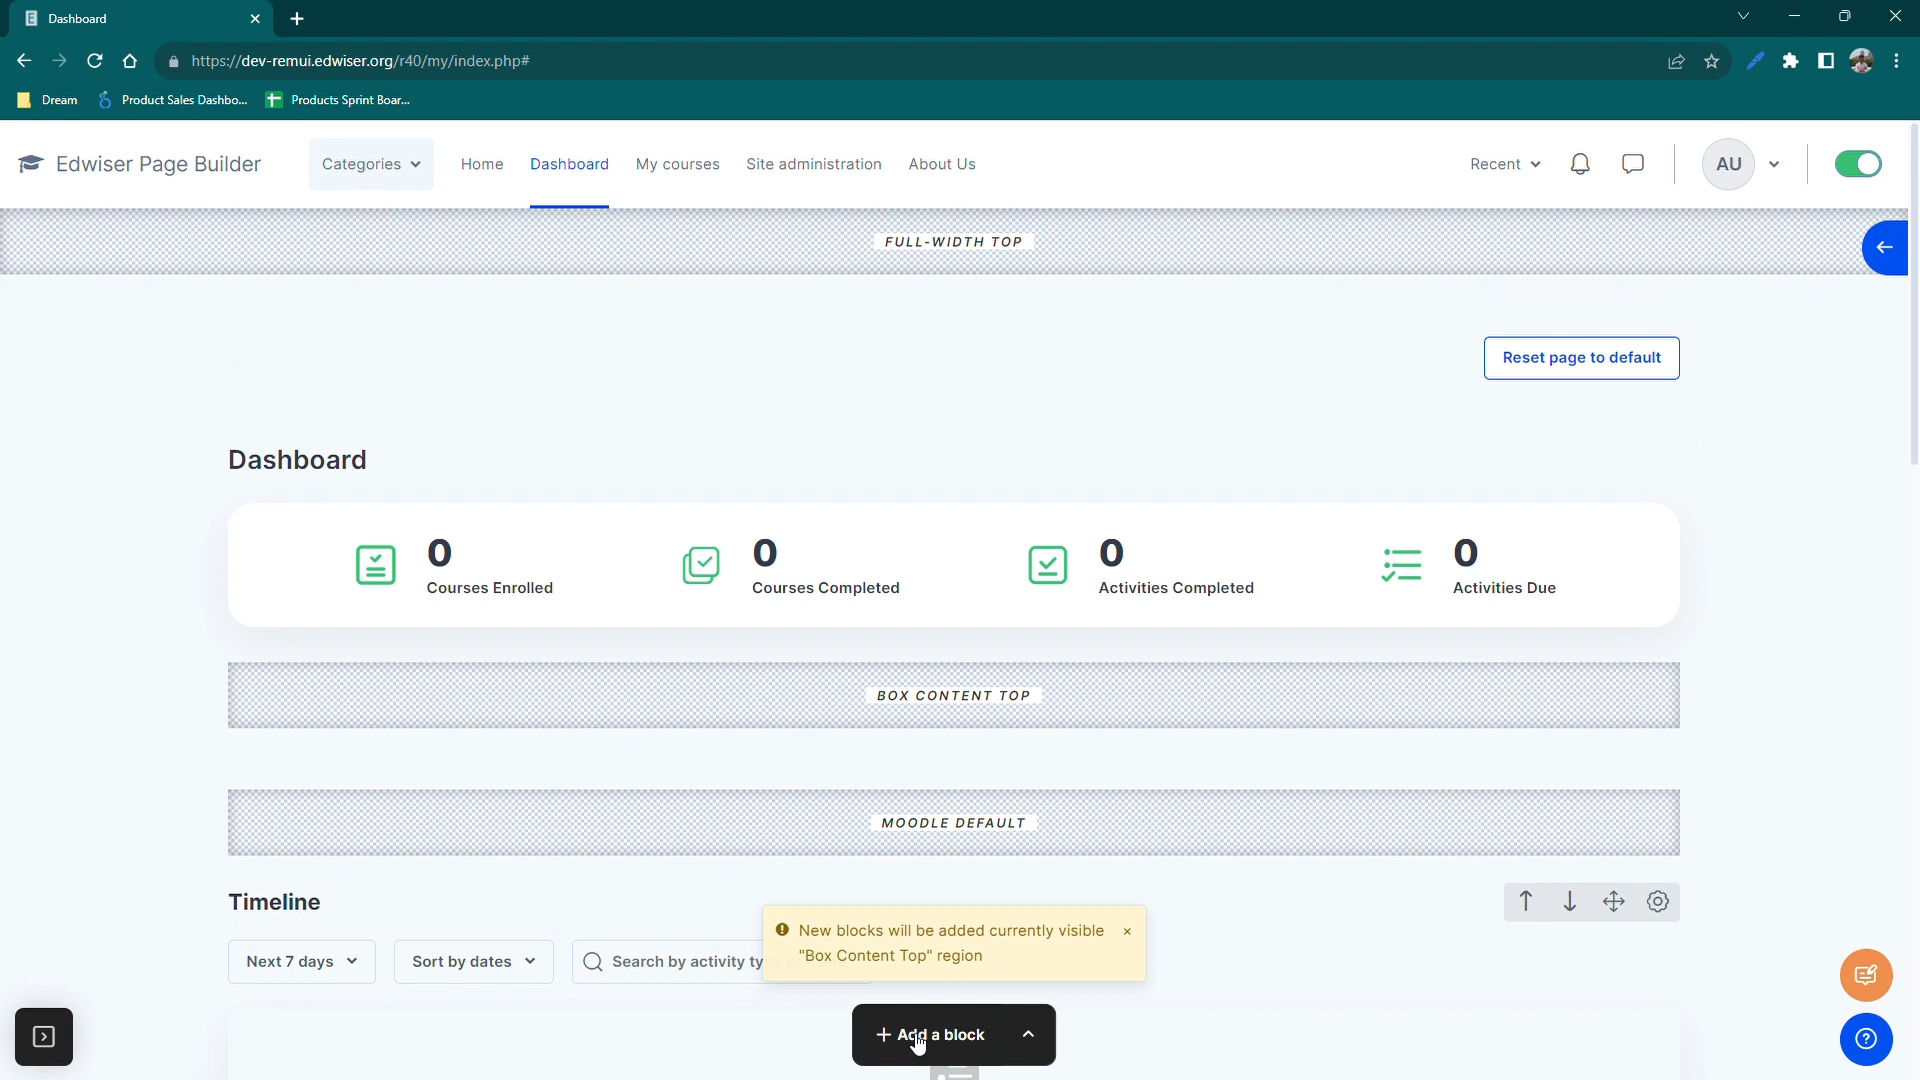 Dashboard
https://dev-remui.edwiser.org/r40/my/index.php#
Dream
Product Sales Dashbo...
Products Sprint Boar...
Edwiser Page Builder
Categories
Home
Dashboard
My courses
Site administration
About Us
Recent
AU
FULL-WIDTH TOP
Reset page to default
Dashboard
0
Courses Enrolled
0
Courses Completed
0
Activities Completed
0
Activities Due
BOX CONTENT TOP
MOODLE DEFAULT
Timeline
Next 7 days
Sort by dates
Search by activity
New blocks will be added currently visible
"Box Content Top" region
+ Add a block